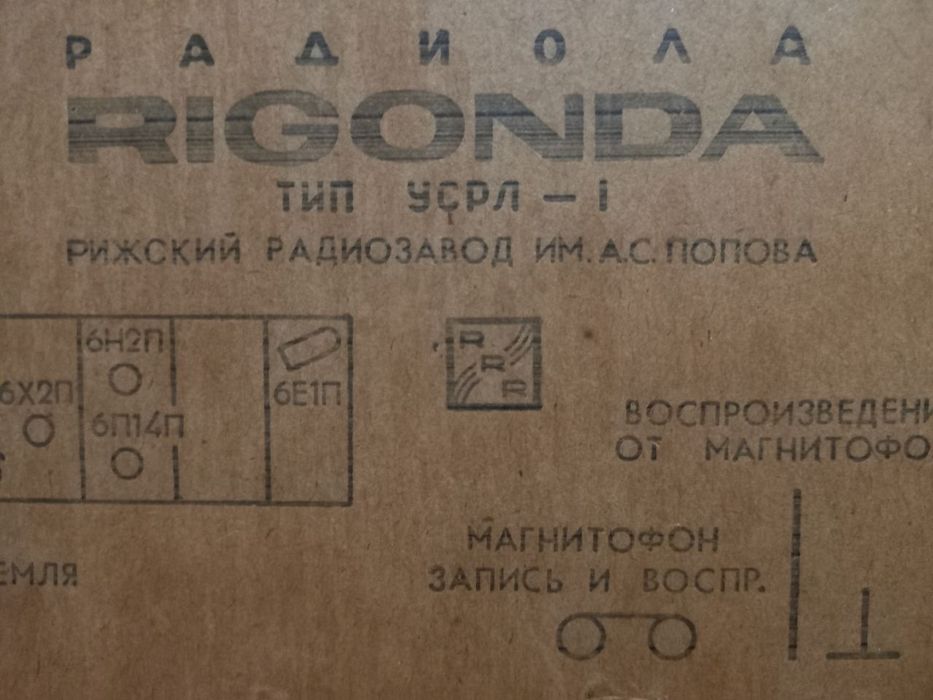 РАДИОЛА
RIGONDA
ТИП УСРЛ – I
РИЖСКИЙ РАДИОЗАВОД ИМ. А.С. ПОПОВА
6Н2П
6Х2П
6Е1П
6П14П
R
R
R
ВОСПРОИЗВЕДЕНИ
ОТ МАГНИТОФО
МАГНИТОФОН
ЗАПИСЬ И ВОСПР.
ЕМЛЯ